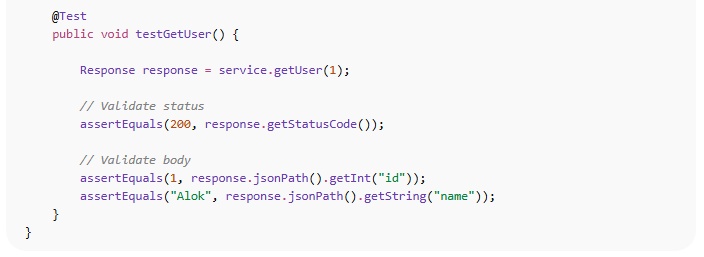 @Test
public void testGetUser() {
Response response = service.getUser(1);
// Validate status
assertEquals(200, response.getStatusCode());
// Validate body
assertEquals(1, response.jsonPath().getInt("id"));
assertEquals("Alok", response.jsonPath().getString("name"));
}
}